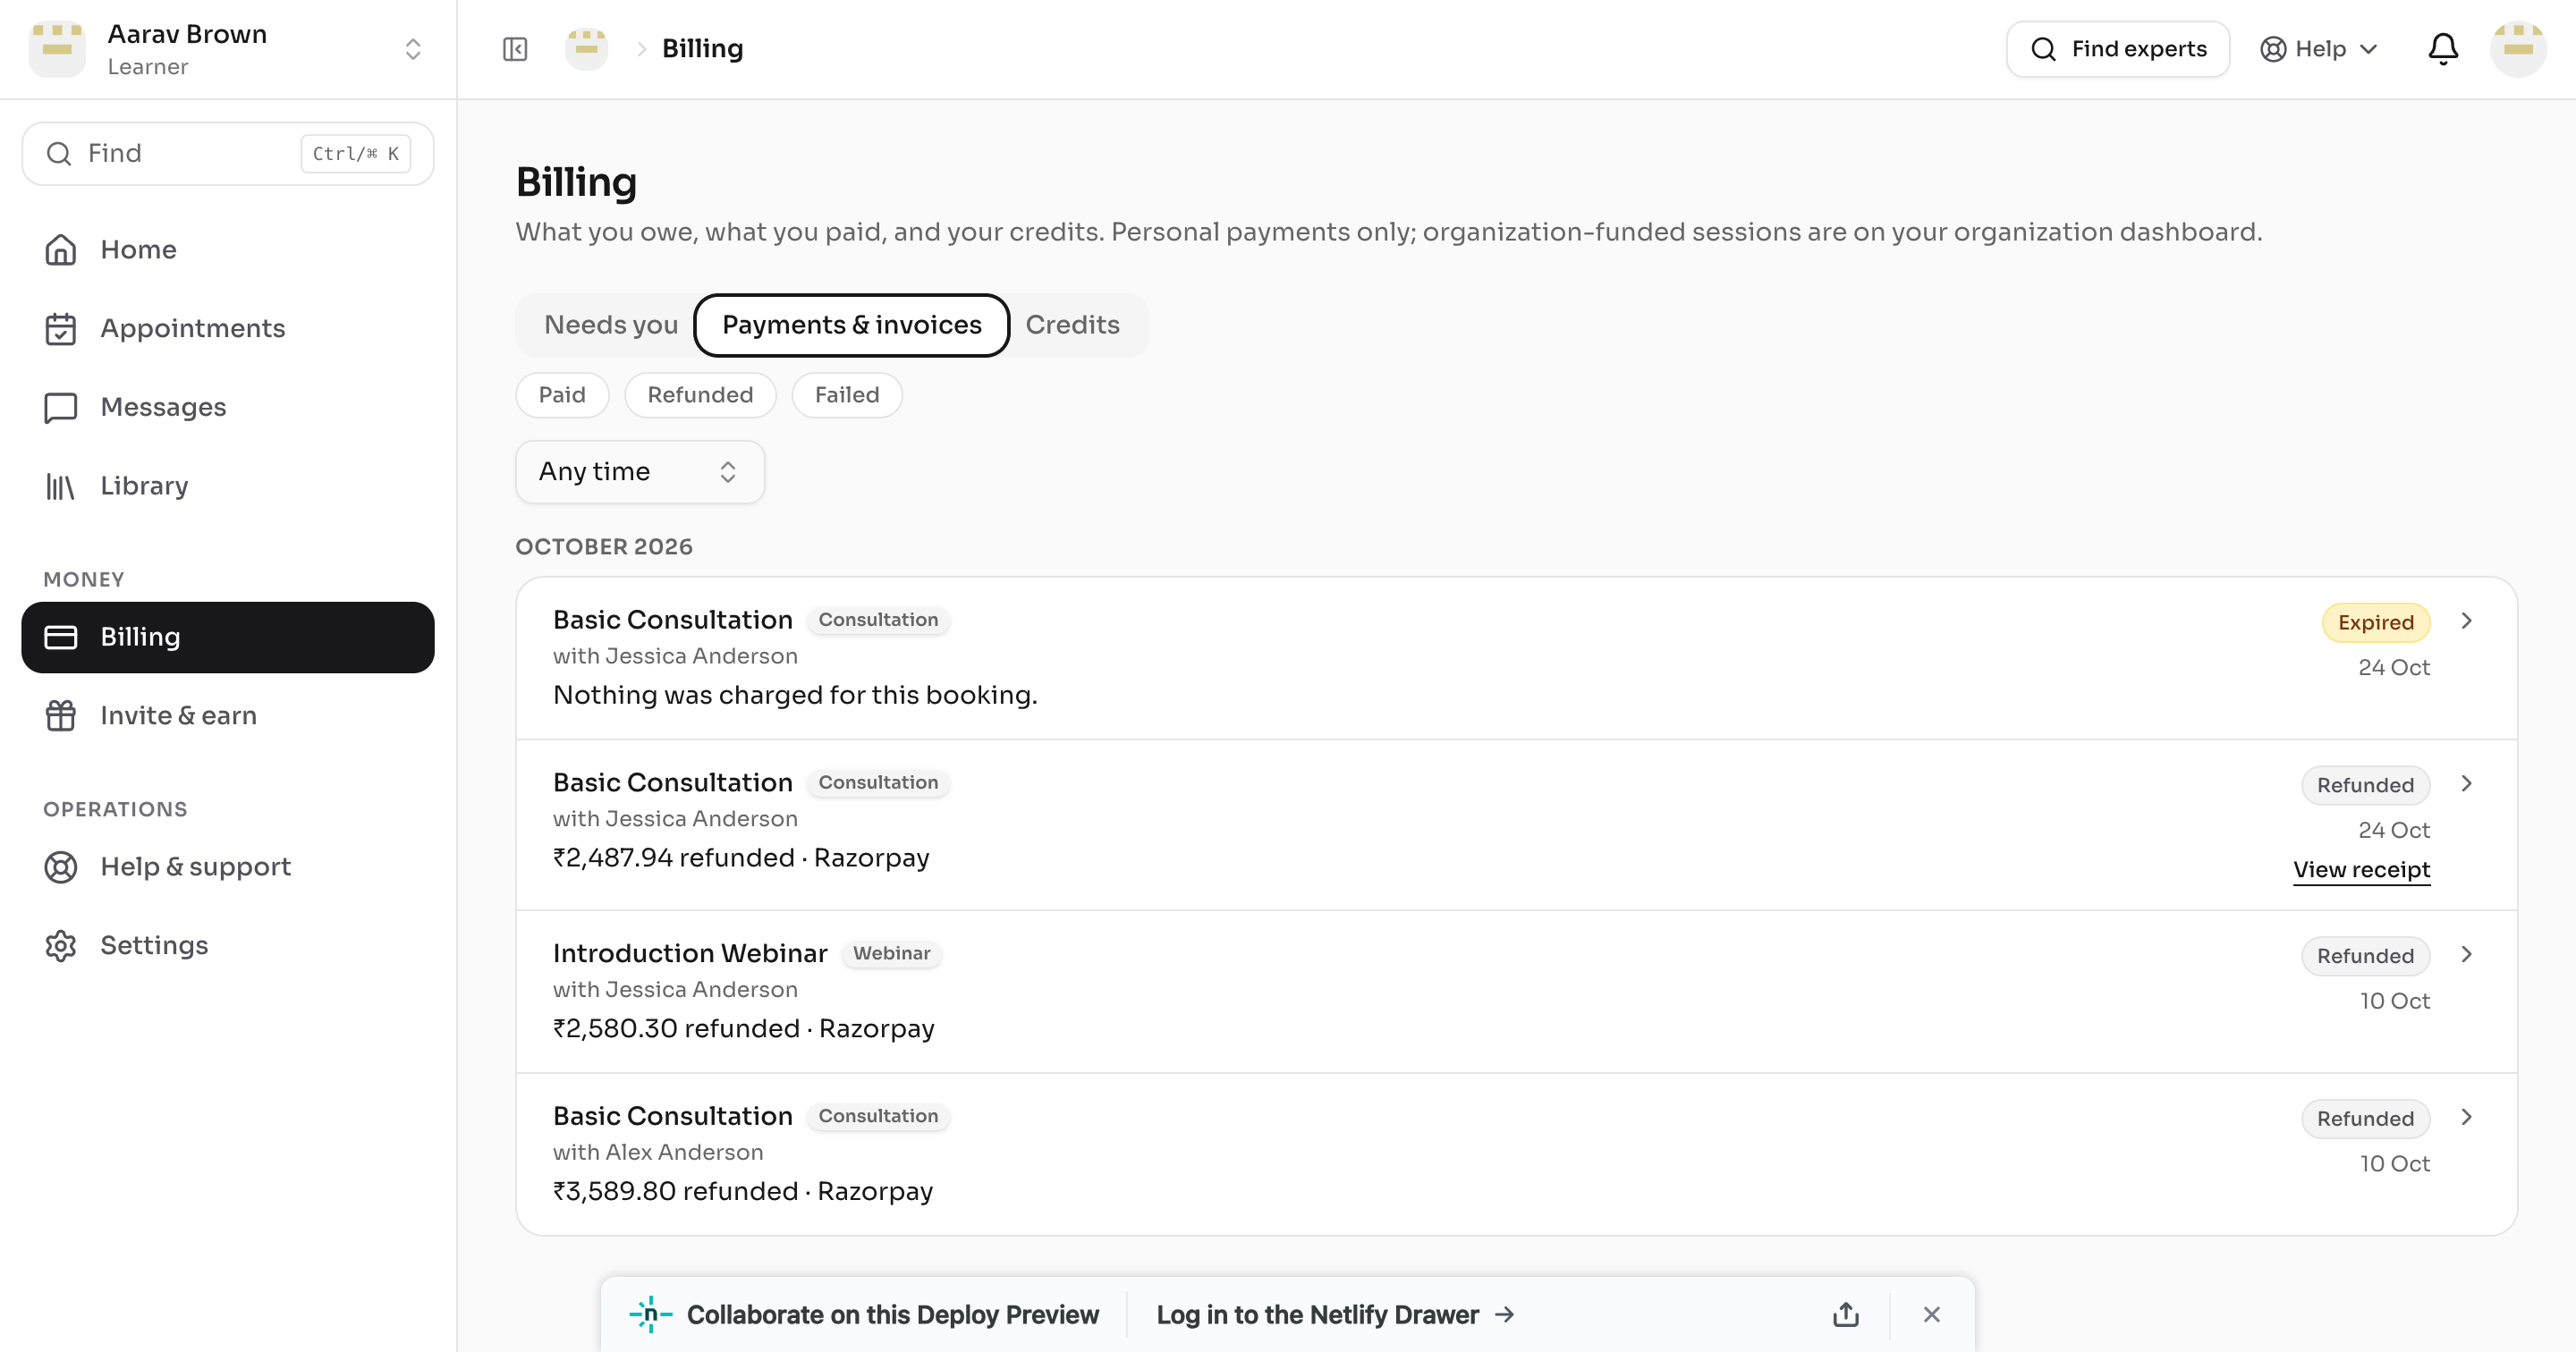 Aarav Brown
Learner
Billing
Find experts
Help
Find
Ctrl/⌘ K
Home
Appointments
Messages
Library
MONEY
Billing
Invite & earn
OPERATIONS
Help & support
Settings
Billing
What you owe, what you paid, and your credits. Personal payments only; organization-funded sessions are on your organization dashboard.
Needs you
Payments & invoices
Credits
Paid
Refunded
Failed
Any time
OCTOBER 2026
Basic Consultation Consultation
with Jessica Anderson
Nothing was charged for this booking.
Expired
24 Oct
Basic Consultation Consultation
with Jessica Anderson
₹2,487.94 refunded · Razorpay
Refunded
24 Oct
View receipt
Introduction Webinar Webinar
with Jessica Anderson
₹2,580.30 refunded · Razorpay
Refunded
10 Oct
Basic Consultation Consultation
with Alex Anderson
₹3,589.80 refunded · Razorpay
Refunded
10 Oct
Collaborate on this Deploy Preview
Log in to the Netlify Drawer →